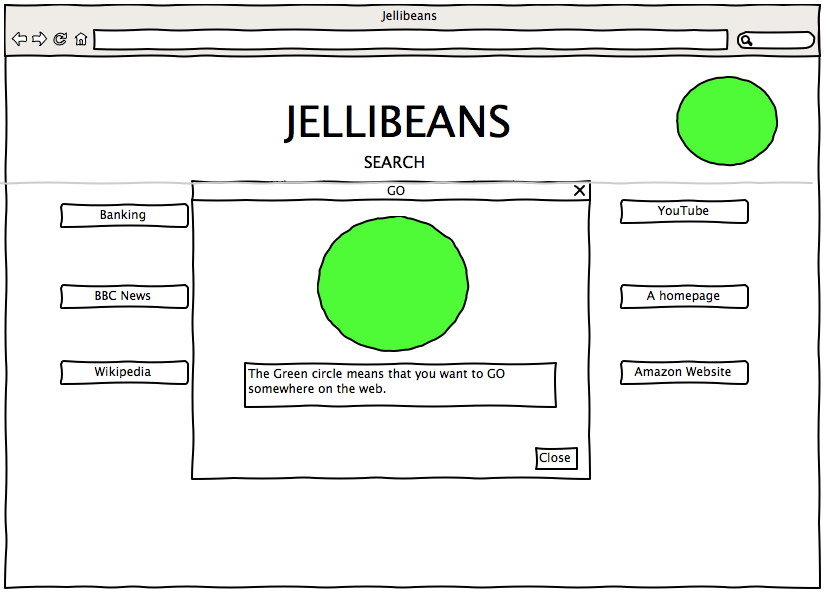 Jellibeans
JELLIBEANS
SEARCH
GO
Banking
YouTube
BBC News
A homepage
The Green circle means that you want to GO
somewhere on the web.
Wikipedia
Amazon Website
Close